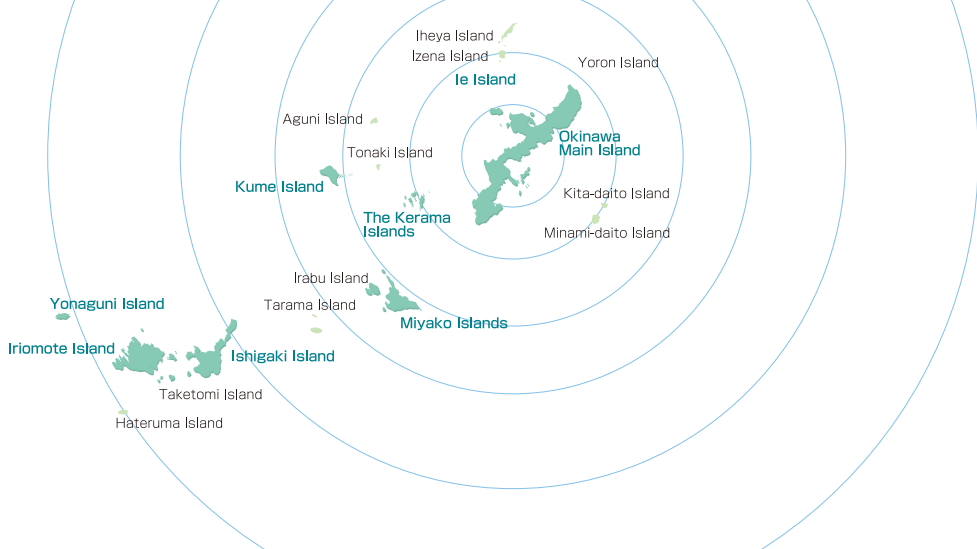 Iheya Island
Izena Island
Yoron Island
Ie Island
Aguni Island
Okinawa
Main Island
Tonaki Island
Kume Island
Kita-daito Island
The Kerama
Islands
Minami-daito Island
Irabu Island
Yonaguni Island
Tarama Island
Miyako Islands
Iriomote Island
Ishigaki Island
Taketomi Island
Hateruma Island